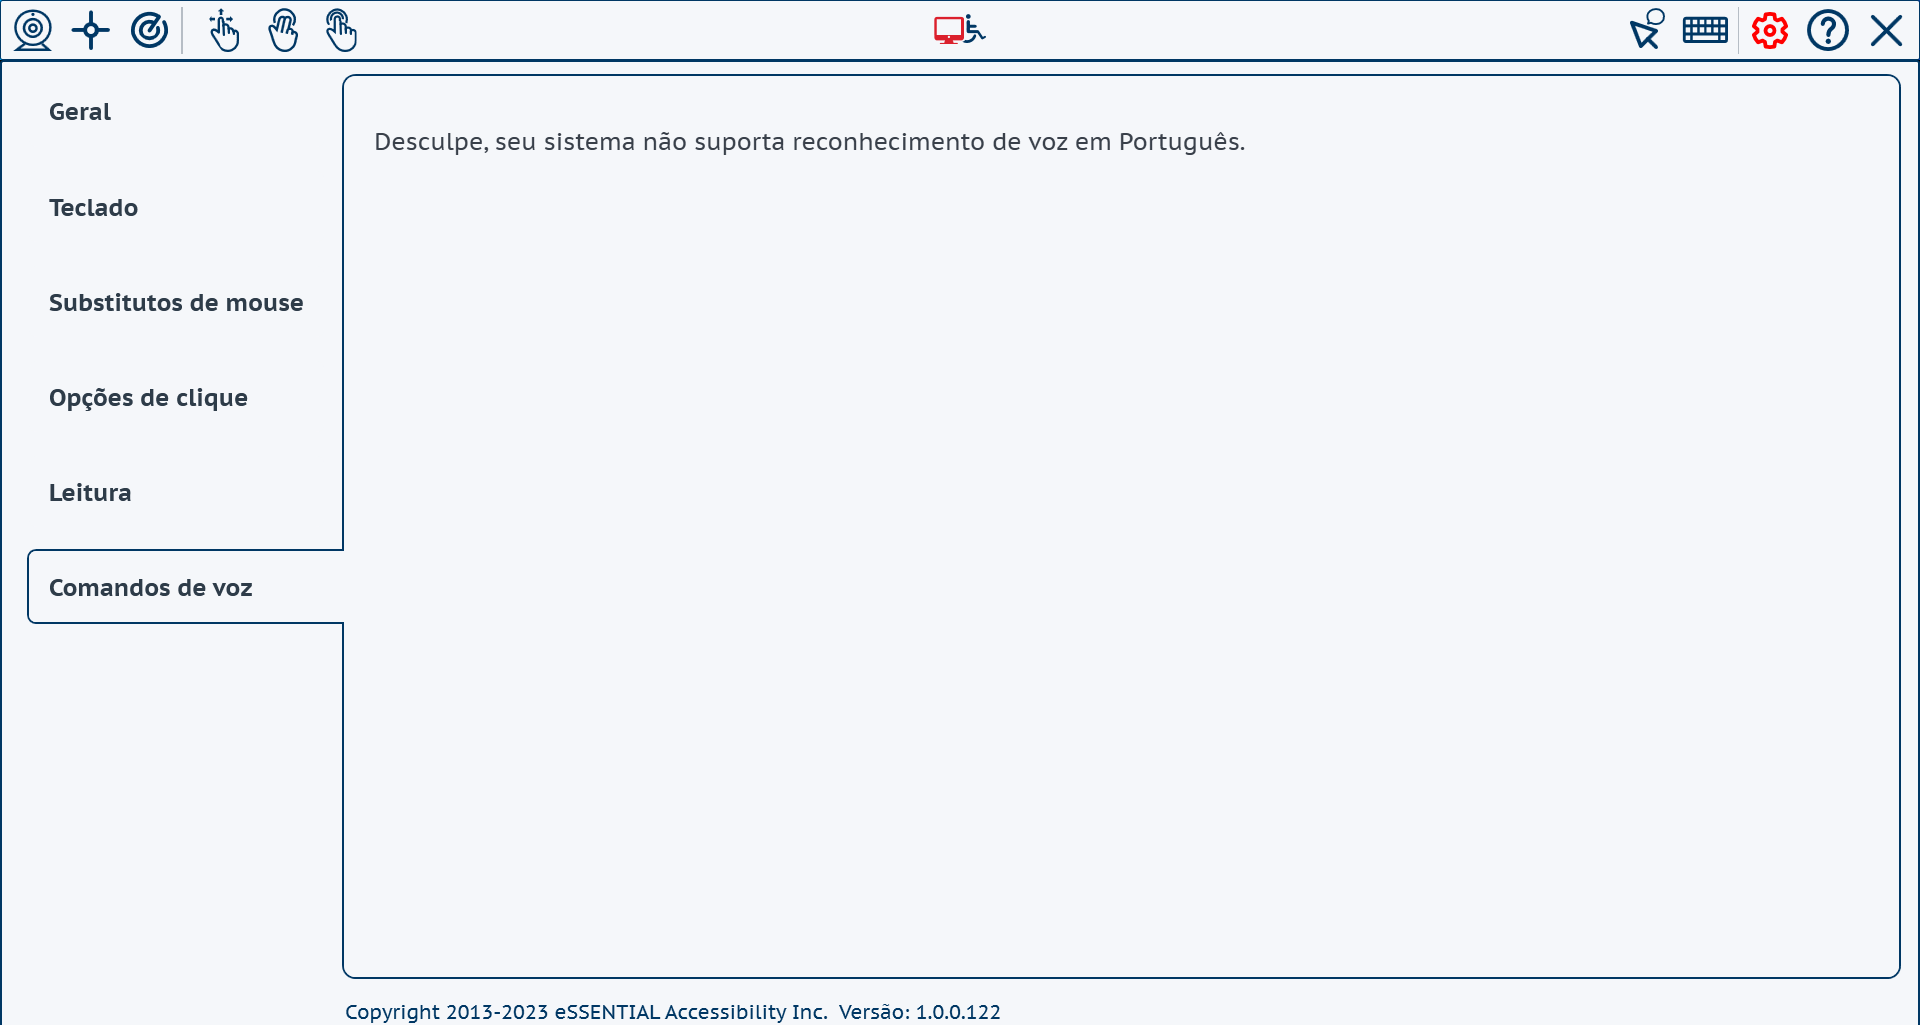 Geral
Teclado
Substitutos de mouse
Opções de clique
Leitura
Comandos de voz
Desculpe, seu sistema não suporta reconhecimento de voz em Português.
Copyright 2013-2023 eSSENTIAL Accessibility Inc.  Versão: 1.0.0.122